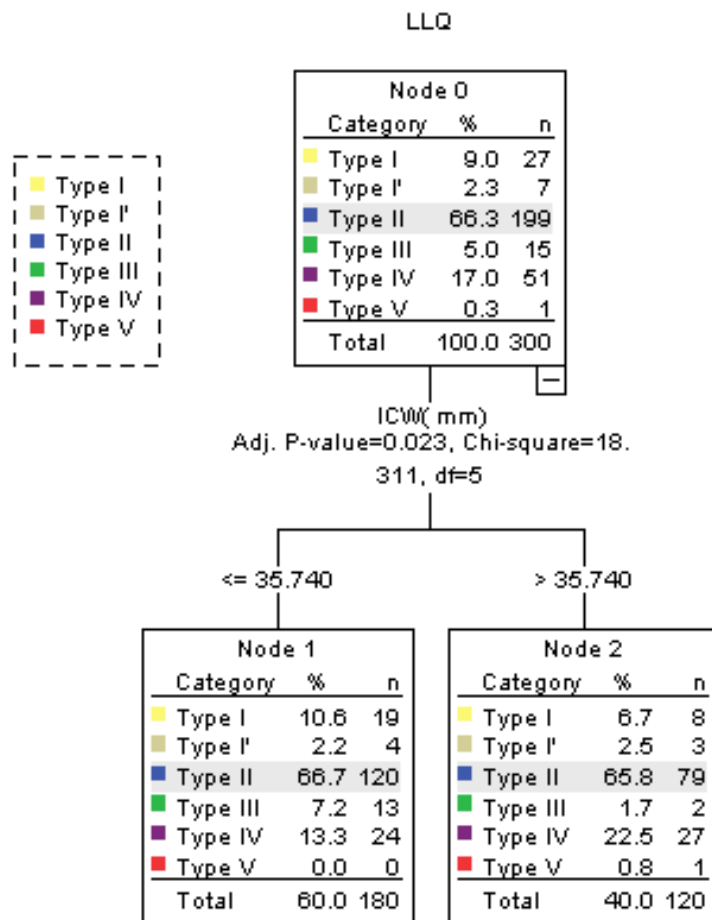 LLQ
Node 0
Category % n
Type I 9.0 27
Type I' 2.3 7
Type II 66.3 199
Type III 5.0 15
Type IV 17.0 51
Type V 0.3 1
Total 100.0 300
Type I
Type I'
Type II
Type III
Type IV
Type V
ICW( mm)
Adj. P-value=0.023, Chi-square=18.
311, df=5
<= 35.740
> 35.740
Node 1
Category % n
Type I 10.6 19
Type I' 2.2 4
Type II 66.7 120
Type III 7.2 13
Type IV 13.3 24
Type V 0.0 0
Total 60.0 180
Node 2
Category % n
Type I 6.7 8
Type I' 2.5 3
Type II 65.8 79
Type III 1.7 2
Type IV 22.5 27
Type V 0.8 1
Total 40.0 120